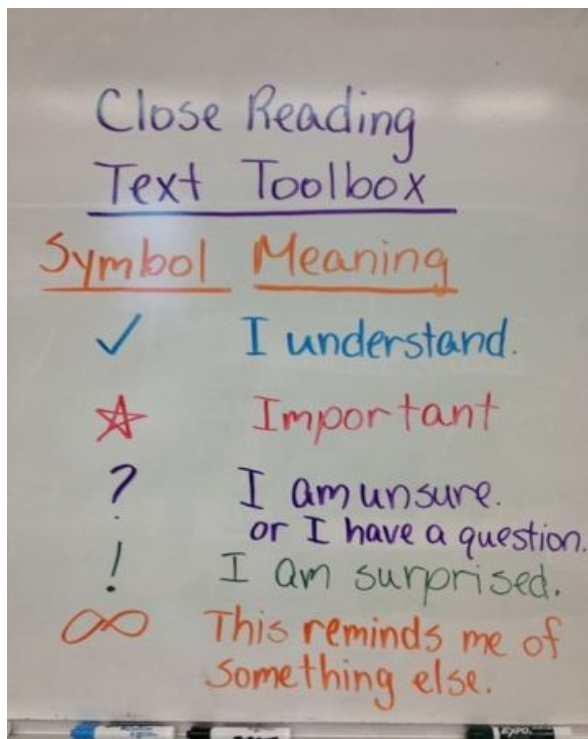 Close Reading
Text Toolbox
Symbol Meaning
✓ I understand.
☆ Important
? I am unsure.
or I have a question.
! I am surprised.
∞ This reminds me of
something else.
EXPO